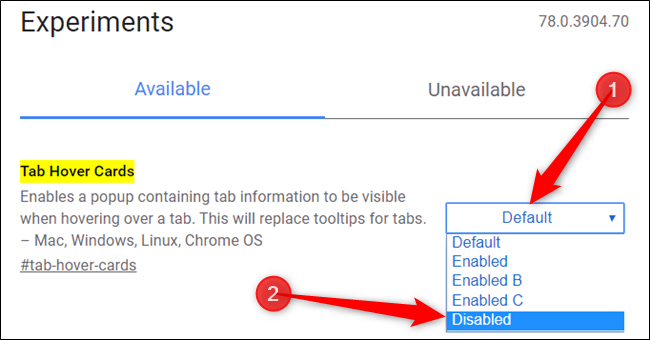 Experiments
78.0.3904.70
Available
Unavailable
1
Tab Hover Cards
Enables a popup containing tab information to be visible
when hovering over a tab. This will replace tooltips for tabs.
– Mac, Windows, Linux, Chrome OS
#tab-hover-cards
Default
Default
Enabled
Enabled B
Enabled C
2
Disabled